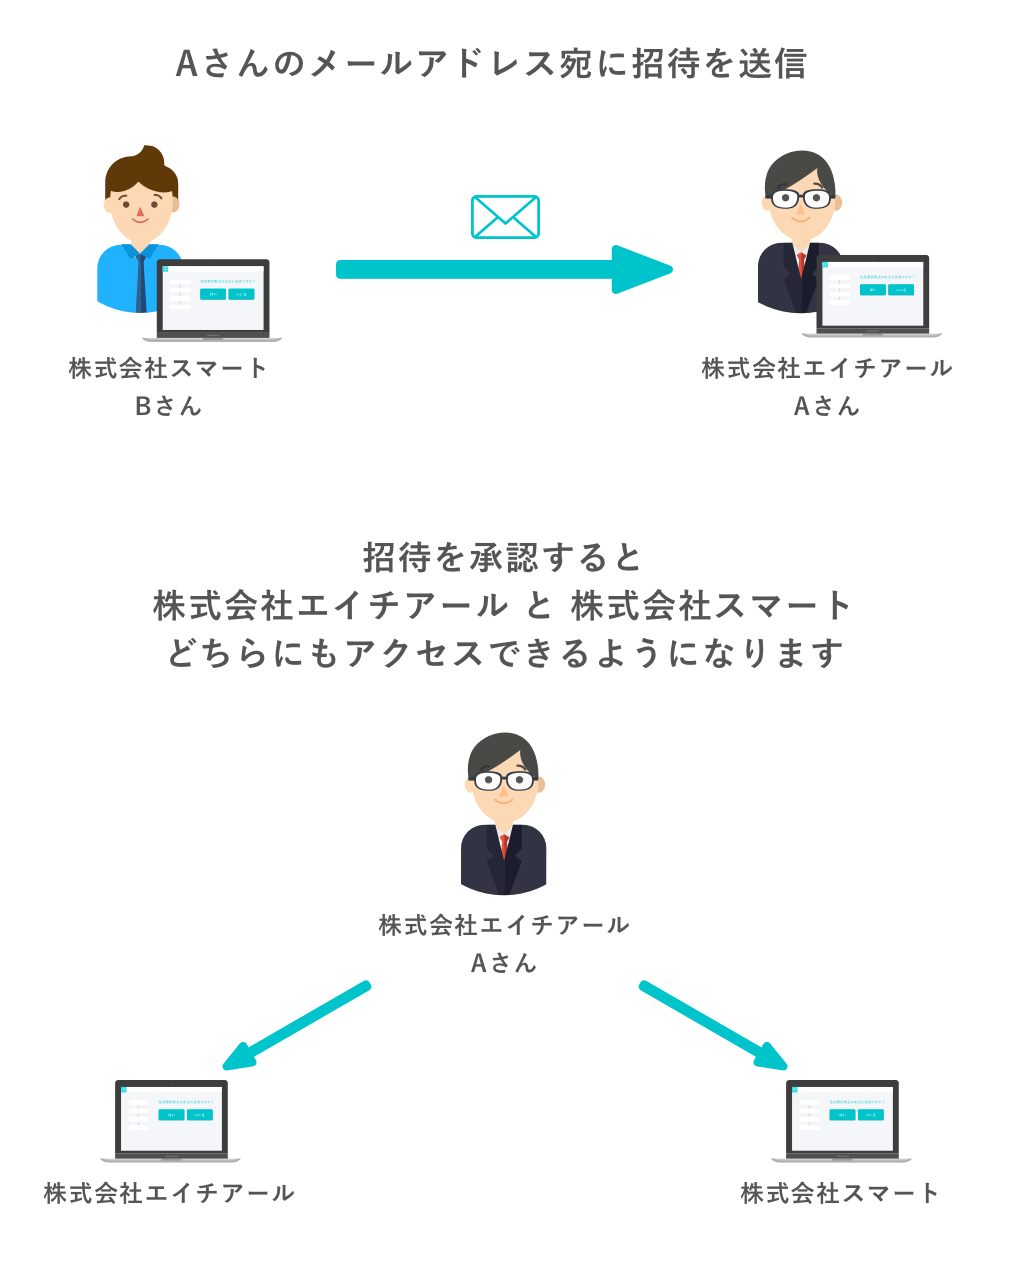 Aさんのメールアドレス宛に招待を送信
株式会社スマート
Bさん
株式会社エイチアール
Aさん
招待を承認すると
株式会社エイチアール と 株式会社スマート
どちらにもアクセスできるようになります
株式会社エイチアール
Aさん
株式会社エイチアール
株式会社スマート